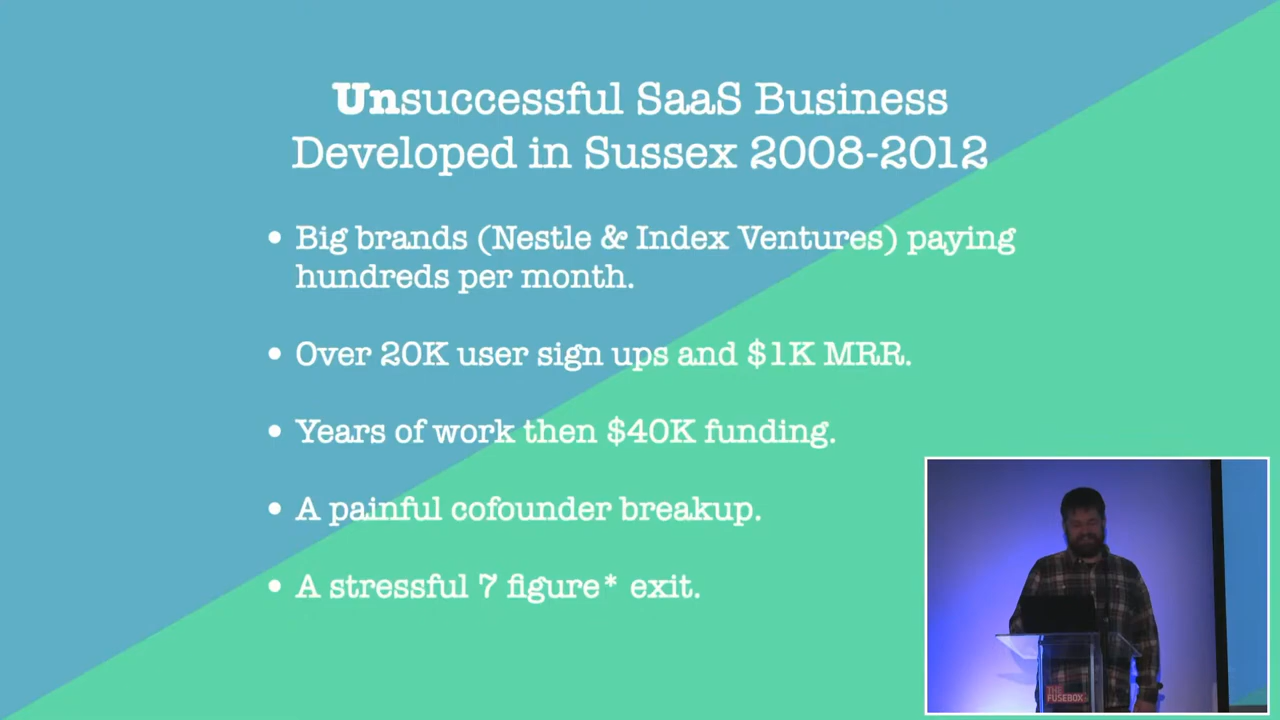 Unsuccessful SaaS Business
Developed in Sussex 2008-2012
• Big brands (Nestle & Index Ventures) paying
hundreds per month.
• Over 20K user sign ups and $1K MRR.
• Years of work then $40K funding.
• A painful cofounder breakup.
• A stressful 7 figure* exit.
THE
FUSEBOX